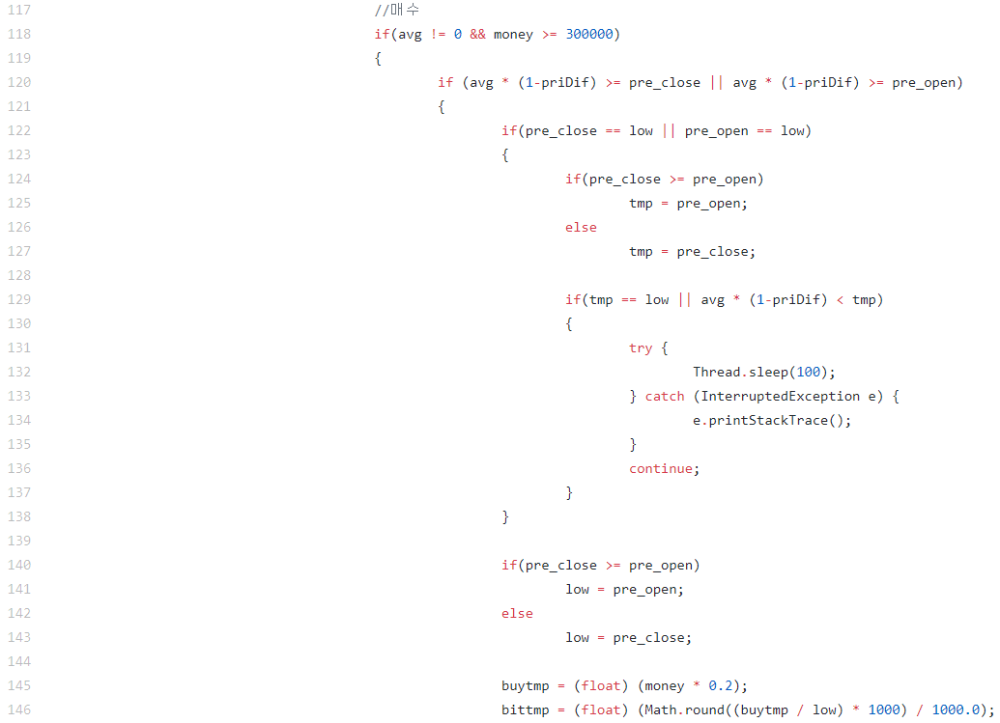 117 //매수
118 if(avg != 0 && money >= 300000)
119 {
120 if (avg * (1-priDif) >= pre_close || avg * (1-priDif) >= pre_open)
121 {
122 if(pre_close == low || pre_open == low)
123 {
124 if(pre_close >= pre_open)
125 tmp = pre_open;
126 else
127 tmp = pre_close;
128
129 if(tmp == low || avg * (1-priDif) < tmp)
130 {
131 try {
132 Thread.sleep(100);
133 } catch (InterruptedException e) {
134 e.printStackTrace();
135 }
136 continue;
137 }
138 }
139
140 if(pre_close >= pre_open)
141 low = pre_open;
142 else
143 low = pre_close;
144
145 buytmp = (float) (money * 0.2);
146 bittmp = (float) (Math.round((buytmp / low) * 1000) / 1000.0);